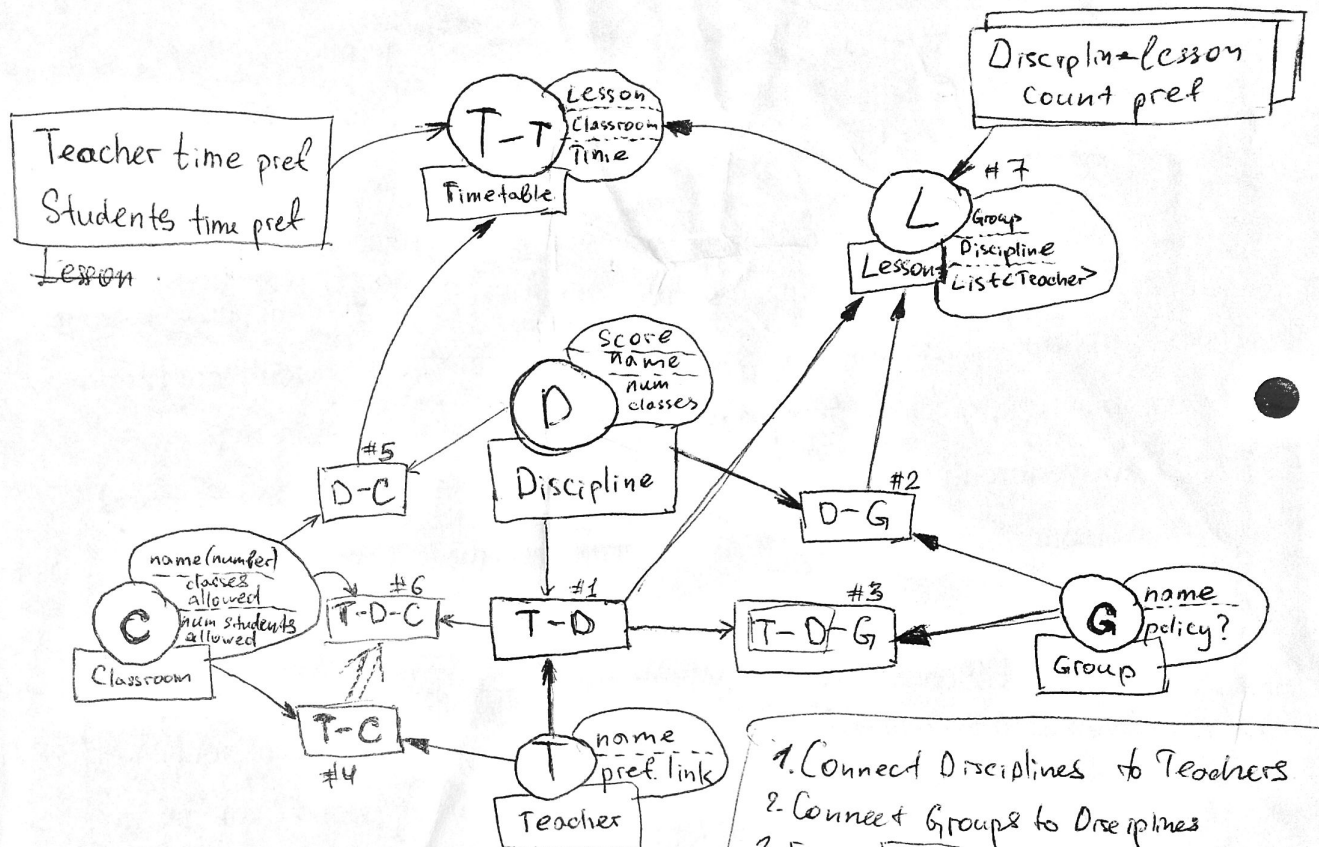 Discipline lesson
count pref
Teacher time pref
Students time pref
Lesson
T-T
Lesson
Classroom
Time
Timetable
#7
L
Group
Discipline
List<Teacher>
Lesson
D
Score
name
num
classes
Discipline
#5
D-C
#2
D-G
C
name (number)
classes
allowed
num students
allowed
Classroom
#6
T-D-C
#1
T-D
#3
T-D-G
G
name
policy?
Group
T-C
#4
T
name
pref. link
Teacher
1. Connect Disciplines to Teachers
2. Connect Groups to Disciplines